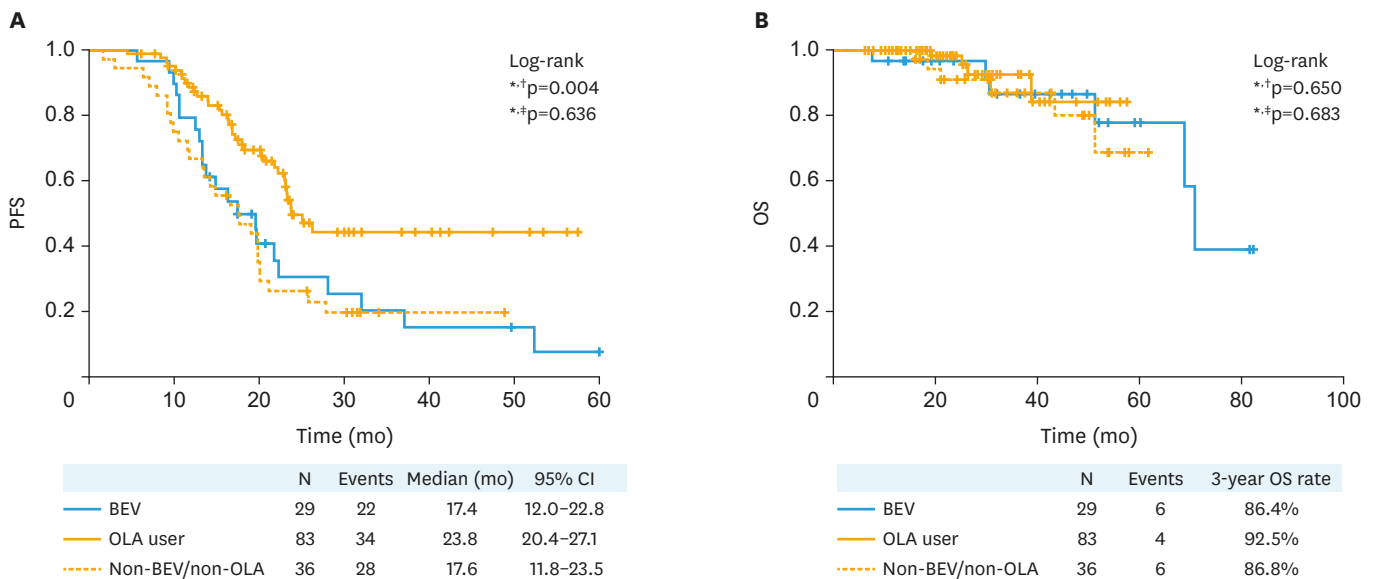 A
PFS
1.0
0.8
0.6
0.4
0.2
0 10 20 30 40 50 60
Time (mo)
Log-rank
*,†p=0.004
*,‡p=0.636
N Events Median (mo) 95% CI
BEV 29 22 17.4 12.0–22.8
OLA user 83 34 23.8 20.4–27.1
Non-BEV/non-OLA 36 28 17.6 11.8–23.5
B
OS
1.0
0.8
0.6
0.4
0.2
0 20 40 60 80 100
Time (mo)
Log-rank
*,†p=0.650
*,‡p=0.683
N Events 3-year OS rate
BEV 29 6 86.4%
OLA user 83 4 92.5%
Non-BEV/non-OLA 36 6 86.8%